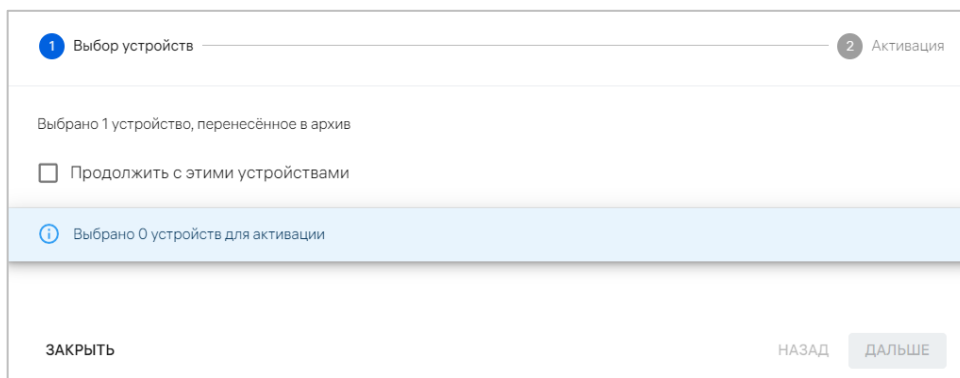 1 Выбор устройств 2 Активация
Выбрано 1 устройство, перенесённое в архив
Продолжить с этими устройствами
Выбрано 0 устройств для активации
ЗАКРЫТЬ НАЗАД ДАЛЬШЕ